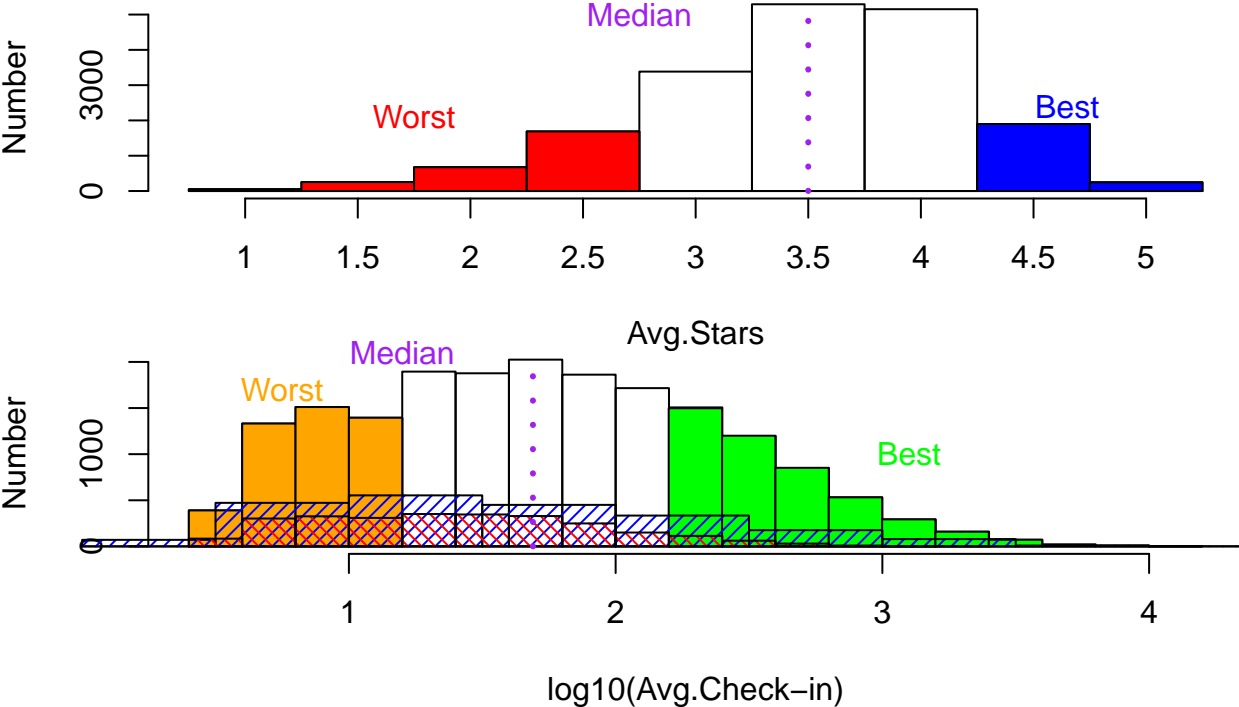 Number
0
3000
Median
Worst
Best
1 1.5 2 2.5 3 3.5 4 4.5 5
Avg.Stars
Number
0
1000
Median
Worst
Best
1 2 3 4
log10(Avg.Check−in)